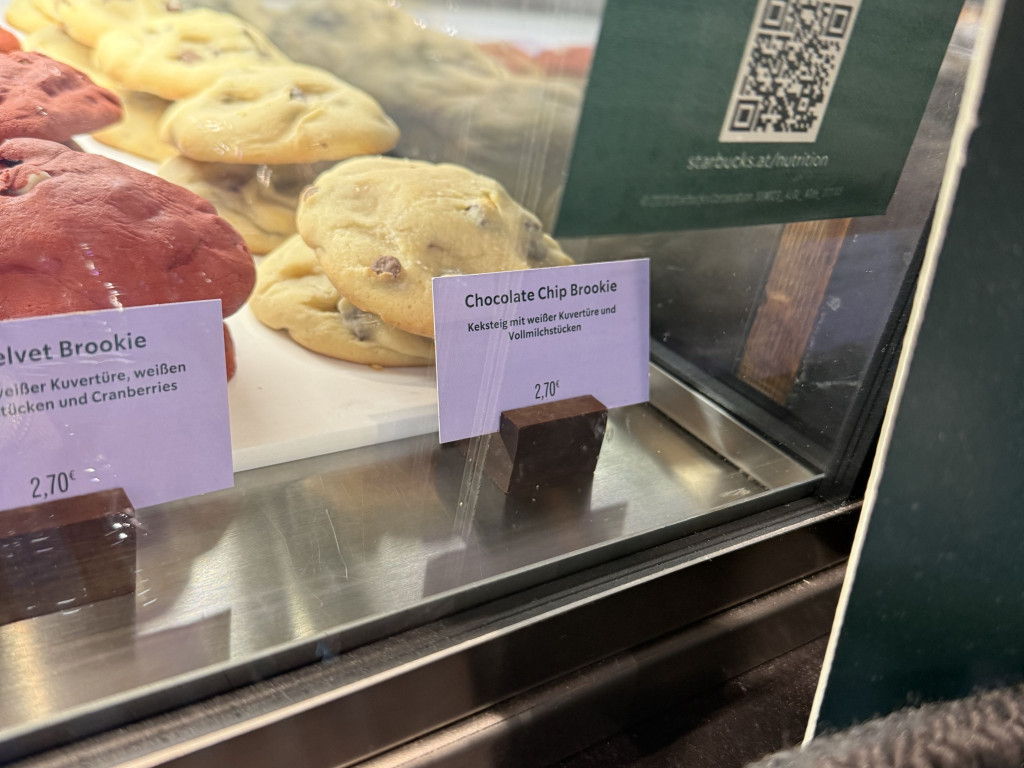 starbucks.at/nutrition
Chocolate Chip Brookie
Keksteig mit weißer Kuvertüre und
Vollmilchstücken
2,70€
elvet Brookie
weißer Kuvertüre, weißen
tücken und Cranberries
2,70€